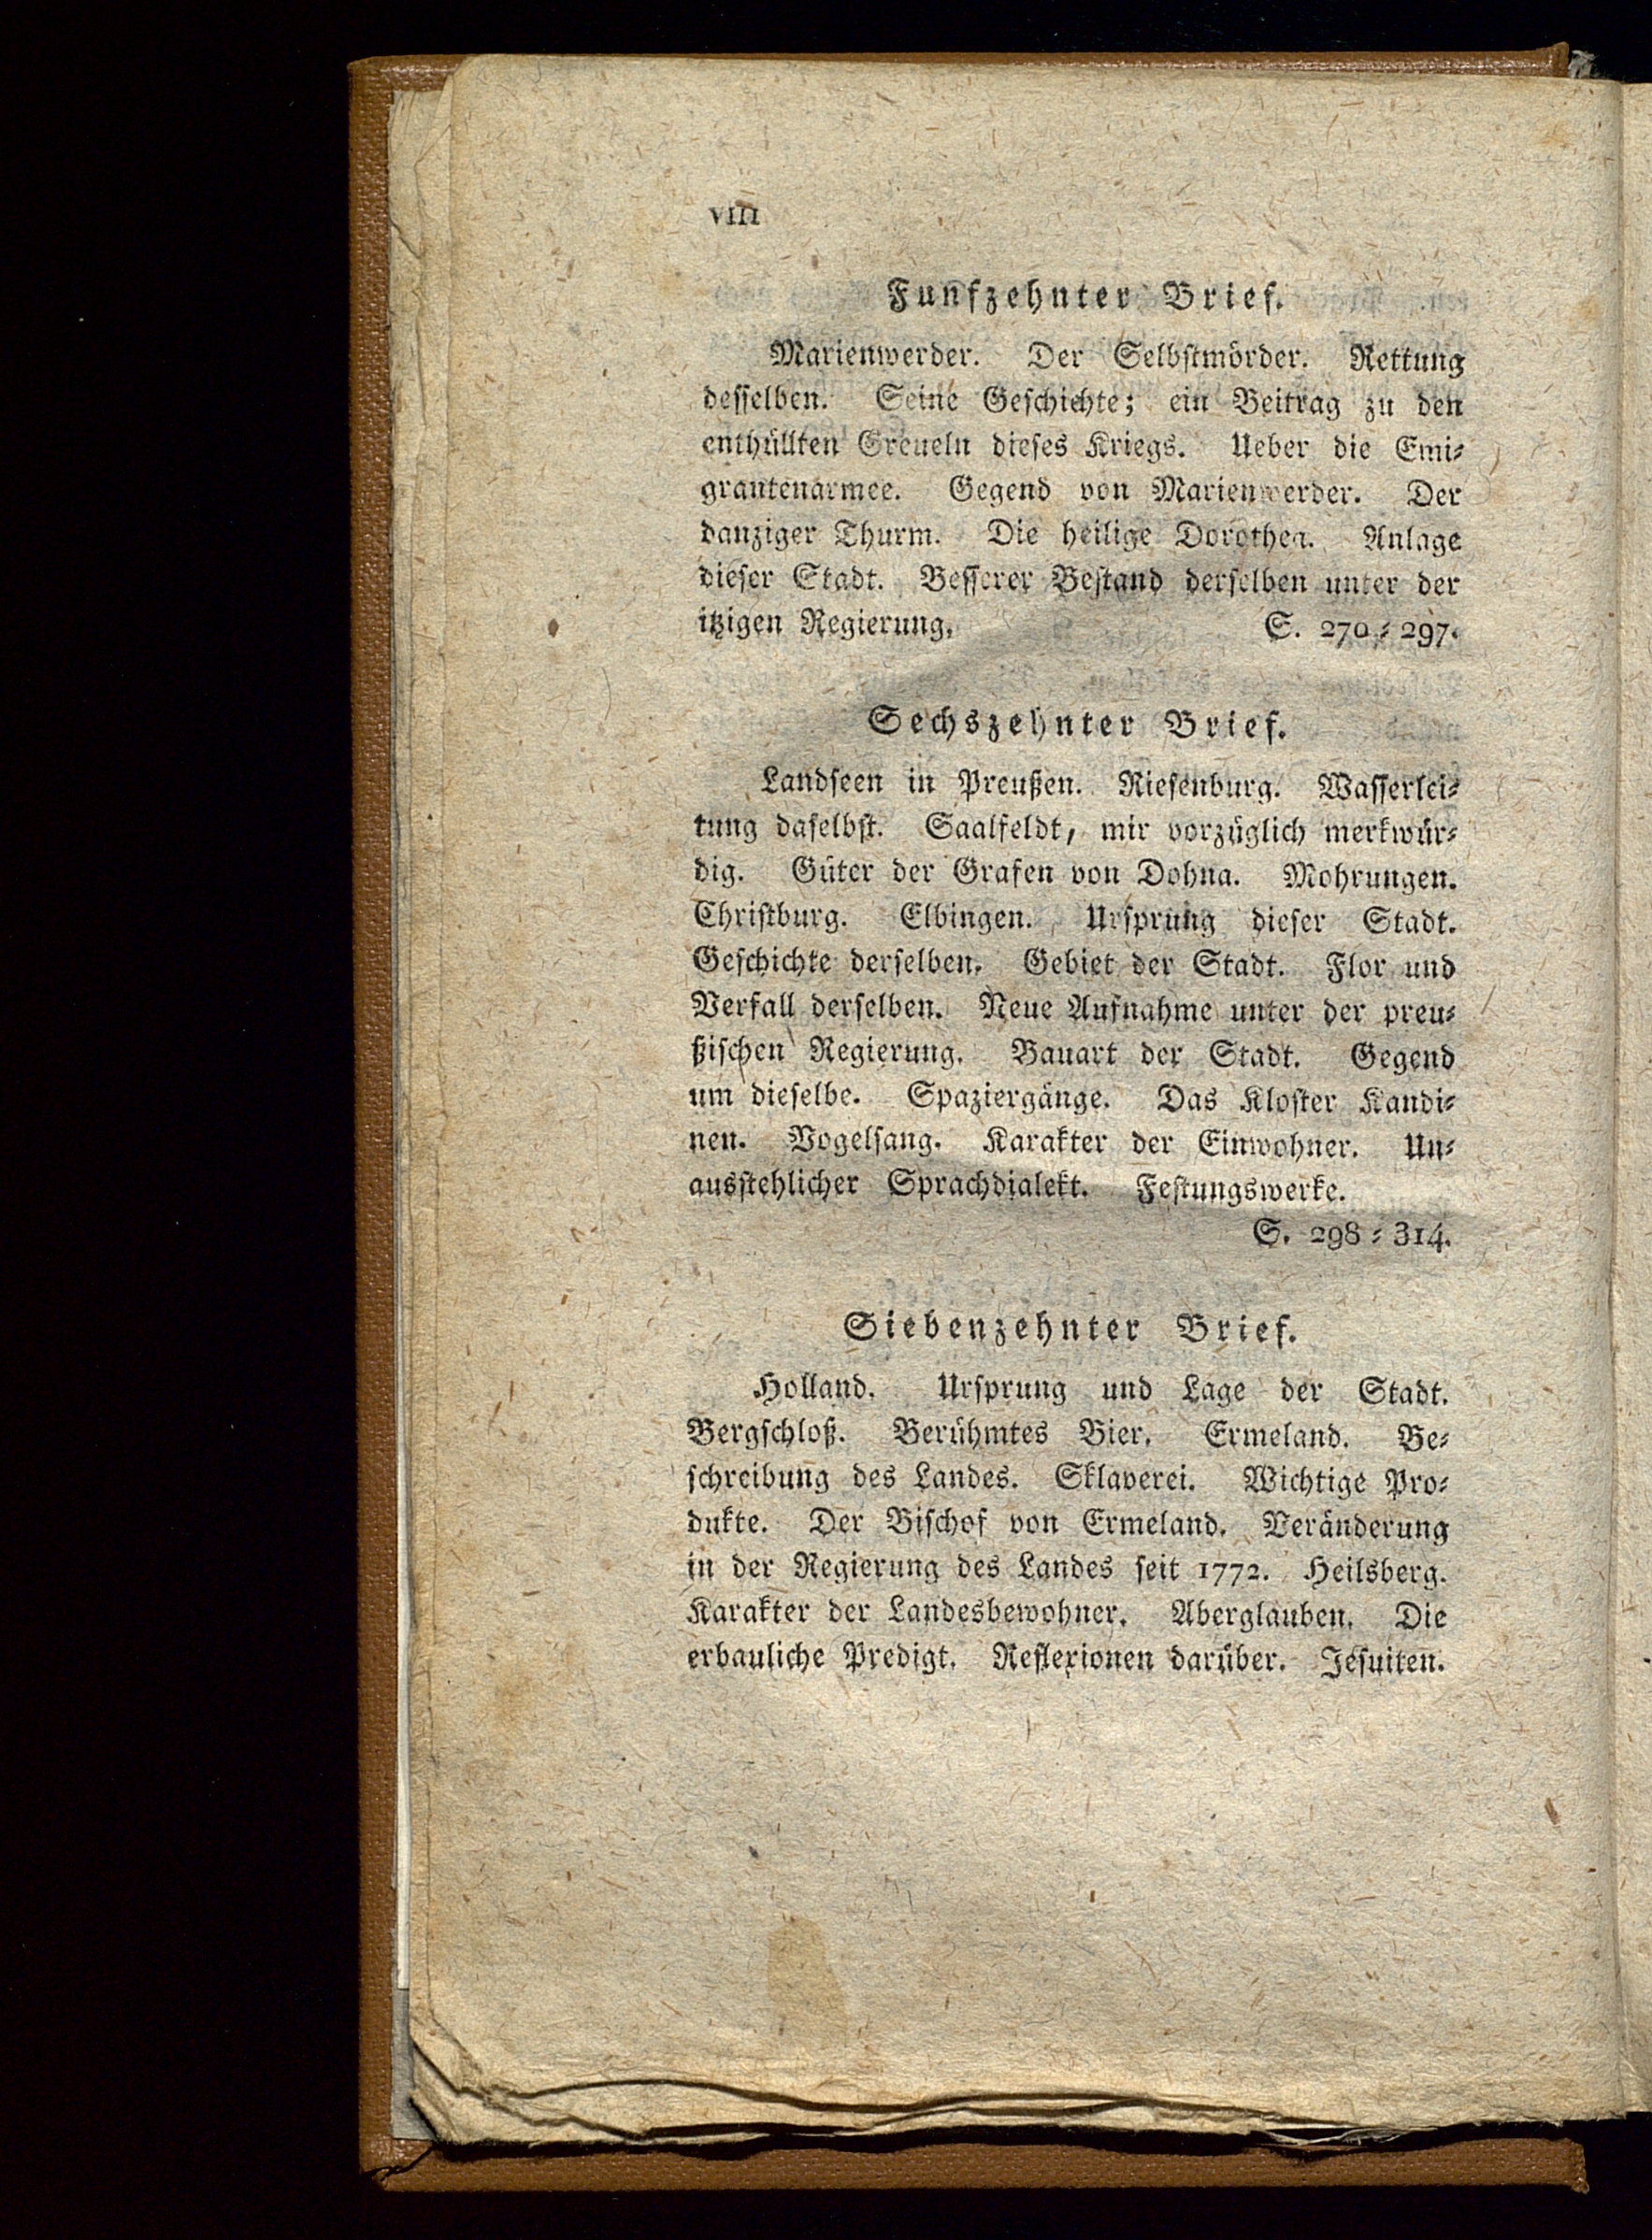 VIII
Funfzehnter Brief.
Marienwerder. Der Selbstmörder. Rettung
desselben. Seine Geschichte; ein Beitrag zu den
enthüllten Greueln dieses Kriegs. Ueber die Emi-
grantenarmee. Gegend von Marienwerder. Der
danziger Thurm. Die heilige Dorothea. Anlage
dieser Stadt. Besserer Bestand derselben unter der
itzigen Regierung. S. 270-297.
Sechszehnter Brief.
Landseen in Preußen. Riesenburg. Wasserlei-
tung daselbst. Saalfeldt, mir vorzüglich merkwür-
dig. Güter der Grafen von Dohna. Mohrungen.
Christburg. Elbingen. Ursprung dieser Stadt.
Geschichte derselben. Gebiet der Stadt. Flor und
Verfall derselben. Neue Aufnahme unter der preu-
ßischen Regierung. Bauart der Stadt. Gegend
um dieselbe. Spaziergänge. Das Kloster Kandi-
nen. Vogelsang. Karakter der Einwohner. Un-
ausstehlicher Sprachdialekt. Festungswerke.
S. 298-314.
Siebenzehnter Brief.
Holland. Ursprung und Lage der Stadt.
Bergschloß. Berühmtes Bier. Ermeland. Be-
schreibung des Landes. Sklaverei. Wichtige Pro-
dukte. Der Bischof von Ermeland. Veränderung
in der Regierung des Landes seit 1772. Heilsberg.
Karakter der Landesbewohner. Aberglauben. Die
erbauliche Predigt. Reflexionen darüber. Jesuiten.